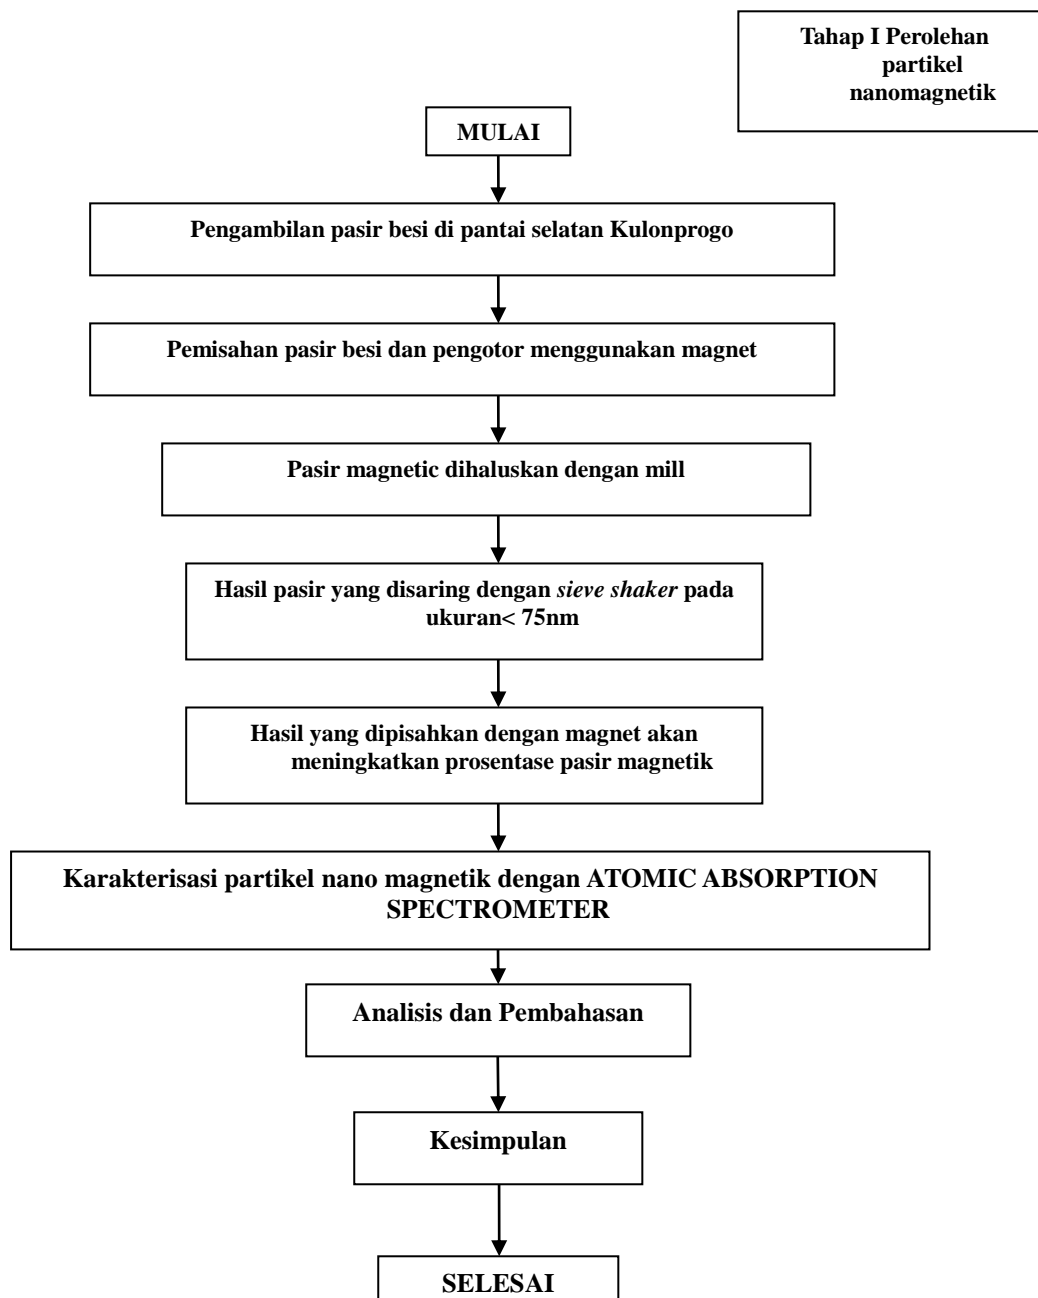 Tahap I Perolehan
partikel
nanomagnetik
MULAI
Pengambilan pasir besi di pantai selatan Kulonprogo
Pemisahan pasir besi dan pengotor menggunakan magnet
Pasir magnetic dihaluskan dengan mill
Hasil pasir yang disaring dengan sieve shaker pada
ukuran< 75nm
Hasil yang dipisahkan dengan magnet akan
meningkatkan prosentase pasir magnetik
Karakterisasi partikel nano magnetik dengan ATOMIC ABSORPTION
SPECTROMETER
Analisis dan Pembahasan
Kesimpulan
SELESAI